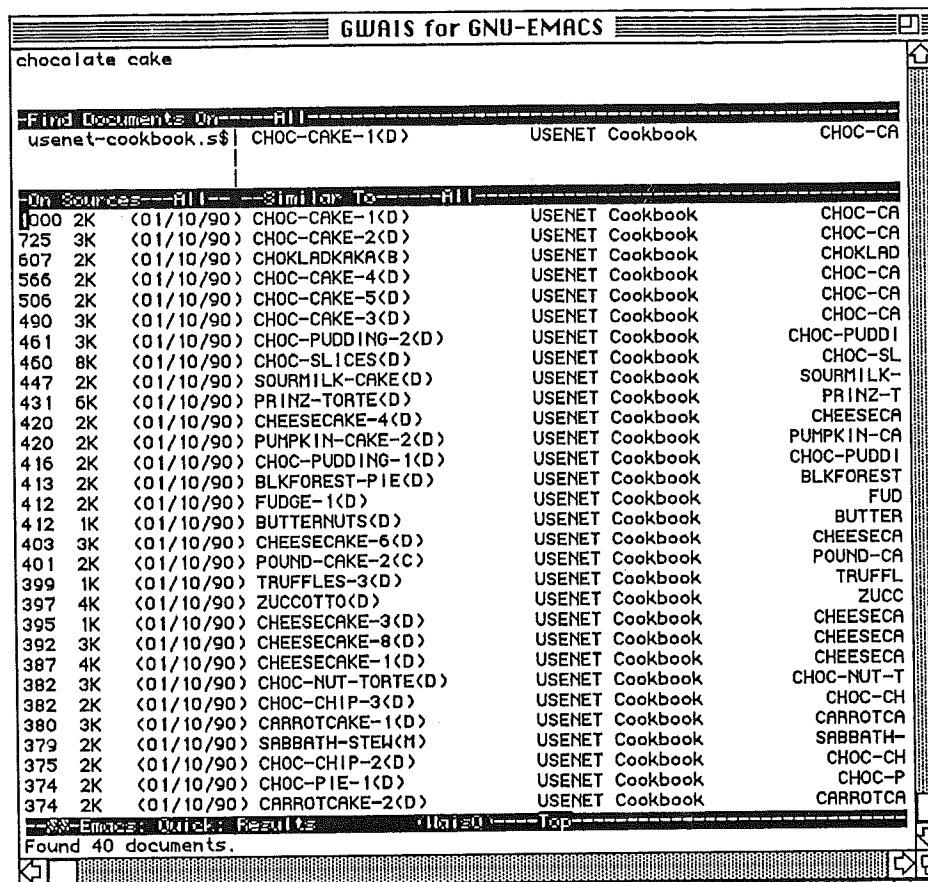 GWAIS for GNU-EMACS
chocolate cake
-Find Documents On-----All----
usenet-cookbook.s$| CHOC-CAKE-1(D) USENET Cookbook CHOC-CA
-On Sources---All-- --Similar To-----All----
1000 2K (01/10/90) CHOC-CAKE-1(D) USENET Cookbook CHOC-CA
725 3K (01/10/90) CHOC-CAKE-2(D) USENET Cookbook CHOC-CA
607 2K (01/10/90) CHOKLADKAKA(B) USENET Cookbook CHOKLAD
566 2K (01/10/90) CHOC-CAKE-4(D) USENET Cookbook CHOC-CA
506 2K (01/10/90) CHOC-CAKE-5(D) USENET Cookbook CHOC-CA
490 3K (01/10/90) CHOC-CAKE-3(D) USENET Cookbook CHOC-CA
461 3K (01/10/90) CHOC-PUDDING-2(D) USENET Cookbook CHOC-PUDDI
460 8K (01/10/90) CHOC-SLICES(D) USENET Cookbook CHOC-SL
447 2K (01/10/90) SOURMILK-CAKE(D) USENET Cookbook SOURMILK-
431 6K (01/10/90) PRINZ-TORTE(D) USENET Cookbook PRINZ-T
420 2K (01/10/90) CHEESECAKE-4(D) USENET Cookbook CHEESECA
420 2K (01/10/90) PUMPKIN-CAKE-2(D) USENET Cookbook PUMPKIN-CA
416 2K (01/10/90) CHOC-PUDDING-1(D) USENET Cookbook CHOC-PUDDI
413 2K (01/10/90) BLKFOREST-PIE(D) USENET Cookbook BLKFOREST
412 2K (01/10/90) FUDGE-1(D) USENET Cookbook FUD
412 1K (01/10/90) BUTTERNUTS(D) USENET Cookbook BUTTER
403 3K (01/10/90) CHEESECAKE-6(D) USENET Cookbook CHEESECA
401 2K (01/10/90) POUND-CAKE-2(C) USENET Cookbook POUND-CA
399 1K (01/10/90) TRUFFLES-3(D) USENET Cookbook TRUFFL
397 4K (01/10/90) ZUCCOTTO(D) USENET Cookbook ZUCC
395 1K (01/10/90) CHEESECAKE-3(D) USENET Cookbook CHEESECA
392 3K (01/10/90) CHEESECAKE-8(D) USENET Cookbook CHEESECA
387 4K (01/10/90) CHEESECAKE-1(D) USENET Cookbook CHEESECA
382 3K (01/10/90) CHOC-NUT-TORTE(D) USENET Cookbook CHOC-NUT-T
382 2K (01/10/90) CHOC-CHIP-3(D) USENET Cookbook CHOC-CH
380 3K (01/10/90) CARROTCAKE-1(D) USENET Cookbook CARROTCA
379 2K (01/10/90) SABBATH-STEW(M) USENET Cookbook SABBATH-
375 2K (01/10/90) CHOC-CHIP-2(D) USENET Cookbook CHOC-CH
374 2K (01/10/90) CHOC-PIE-1(D) USENET Cookbook CHOC-P
374 2K (01/10/90) CARROTCAKE-2(D) USENET Cookbook CARROTCA
--%%-Emacs: Quick: Results (WaisQ)----Top----
Found 40 documents.